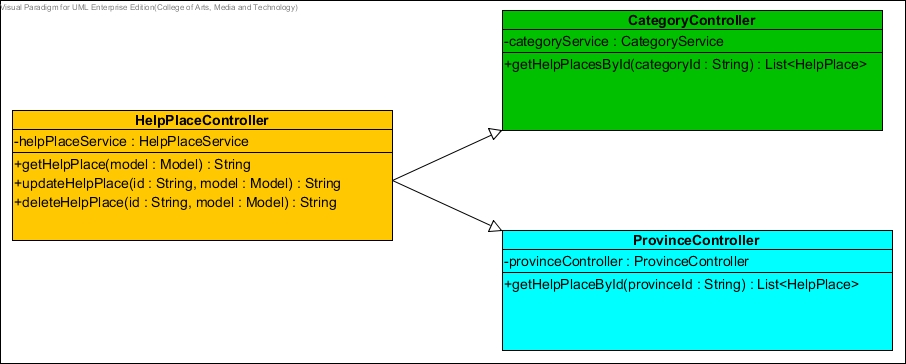 Visual Paradigm for UML Enterprise Edition(College of Arts, Media and Technology)
CategoryController
-categoryService : CategoryService
+getHelpPlacesById(categoryId : String) : List<HelpPlace>
HelpPlaceController
-helpPlaceService : HelpPlaceService
+getHelpPlace(model : Model) : String
+updateHelpPlace(id : String, model : Model) : String
+deleteHelpPlace(id : String, model : Model) : String
ProvinceController
-provinceController : ProvinceController
+getHelpPlaceById(provinceId : String) : List<HelpPlace>